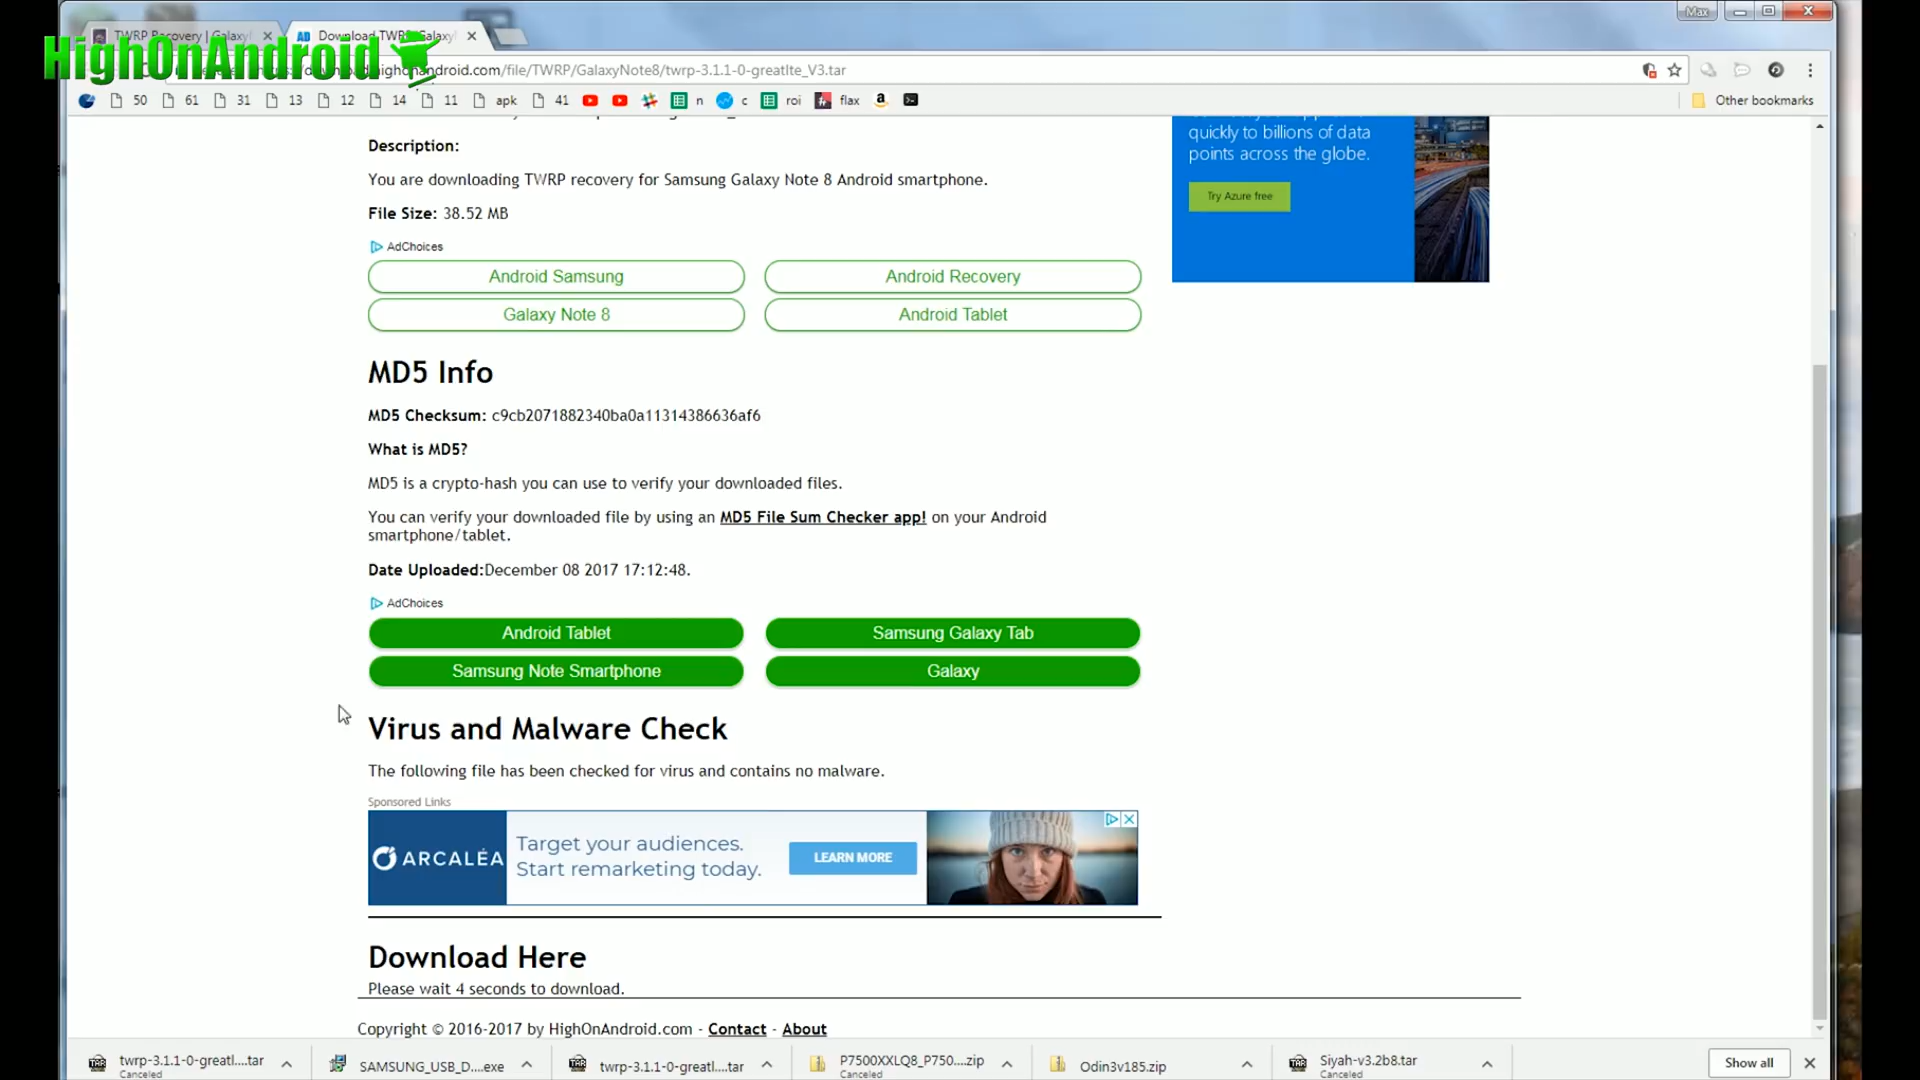 Max
TWRP Recovery | Galaxy
Download TWRP Galaxy
HighOnAndroid
highonandroid.com/file/TWRP/GalaxyNote8/twrp-3.1.1-0-greatlte_V3.tar
50 61 31 13 12 14 11 apk 41 n c roi flax Other bookmarks
Description:
You are downloading TWRP recovery for Samsung Galaxy Note 8 Android smartphone.
File Size: 38.52 MB
AdChoices
Android Samsung
Android Recovery
Galaxy Note 8
Android Tablet
quickly to billions of data
points across the globe.
Try Azure free
MD5 Info
MD5 Checksum: c9cb2071882340ba0a11314386636af6
What is MD5?
MD5 is a crypto-hash you can use to verify your downloaded files.
You can verify your downloaded file by using an MD5 File Sum Checker app! on your Android
smartphone/tablet.
Date Uploaded:December 08 2017 17:12:48.
AdChoices
Android Tablet
Samsung Galaxy Tab
Samsung Note Smartphone
Galaxy
Virus and Malware Check
The following file has been checked for virus and contains no malware.
Sponsored Links
ARCALÉA
Target your audiences.
Start remarketing today.
LEARN MORE
Download Here
Please wait 4 seconds to download.
Copyright © 2016-2017 by HighOnAndroid.com - Contact - About
twrp-3.1.1-0-greatl....tar
Canceled
SAMSUNG_USB_D....exe
twrp-3.1.1-0-greatl....tar
P7500XXLQ8_P750....zip
Canceled
Odin3v185.zip
Siyah-v3.2b8.tar
Canceled
Show all